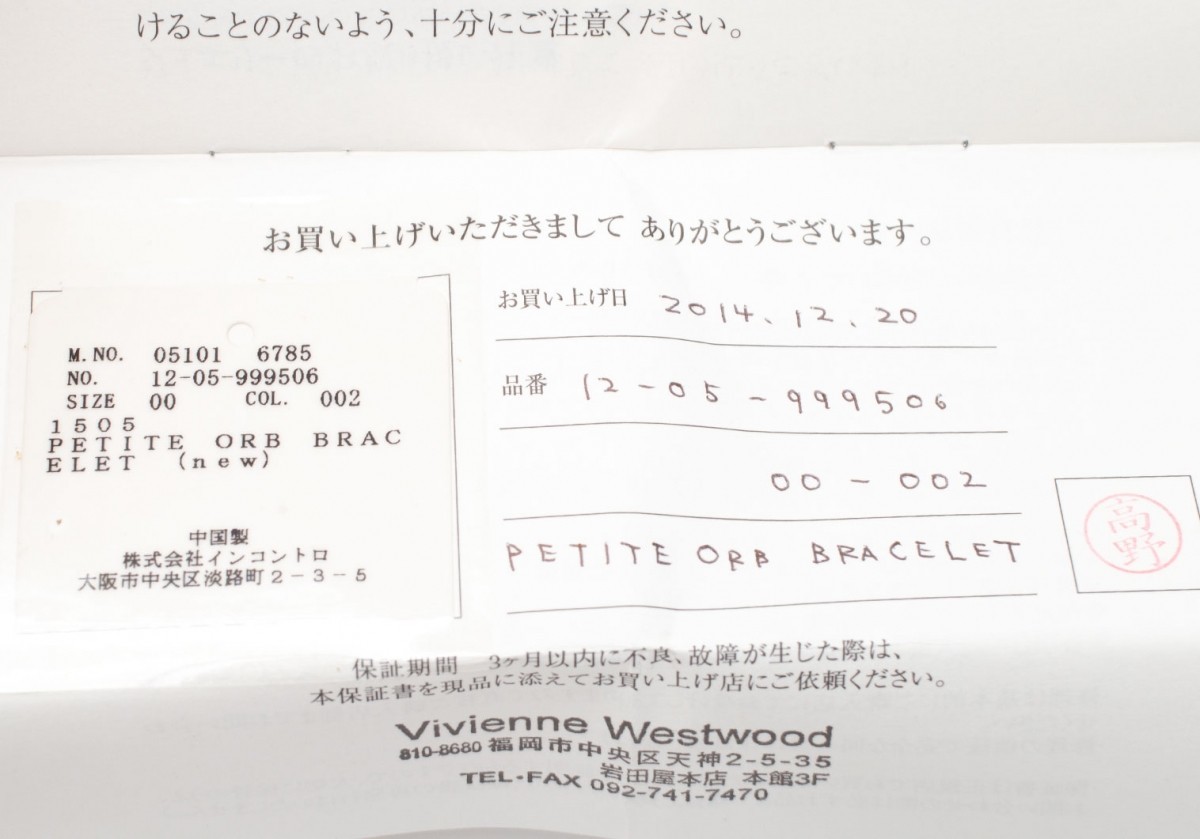 けることのないよう、十分にご注意ください。
お買い上げいただきまして ありがとうございます。
M.NO. 05101 6785
NO. 12-05-999506
SIZE 00 COL. 002
1505
PETITE ORB BRAC
ELET (new)
中国製
株式会社インコントロ
大阪市中央区淡路町2-3-5
お買い上げ日 2014.12.20
品番 12-05-999506
00-002
PETITE ORB BRACELET
高野
保証期間 3ヶ月以内に不良、故障が生じた際は、
本保証書を現品に添えてお買い上げ店にご依頼ください。
Vivienne Westwood
810-8680 福岡市中央区天神2-5-35
岩田屋本店 本館3F
TEL・FAX 092-741-7470